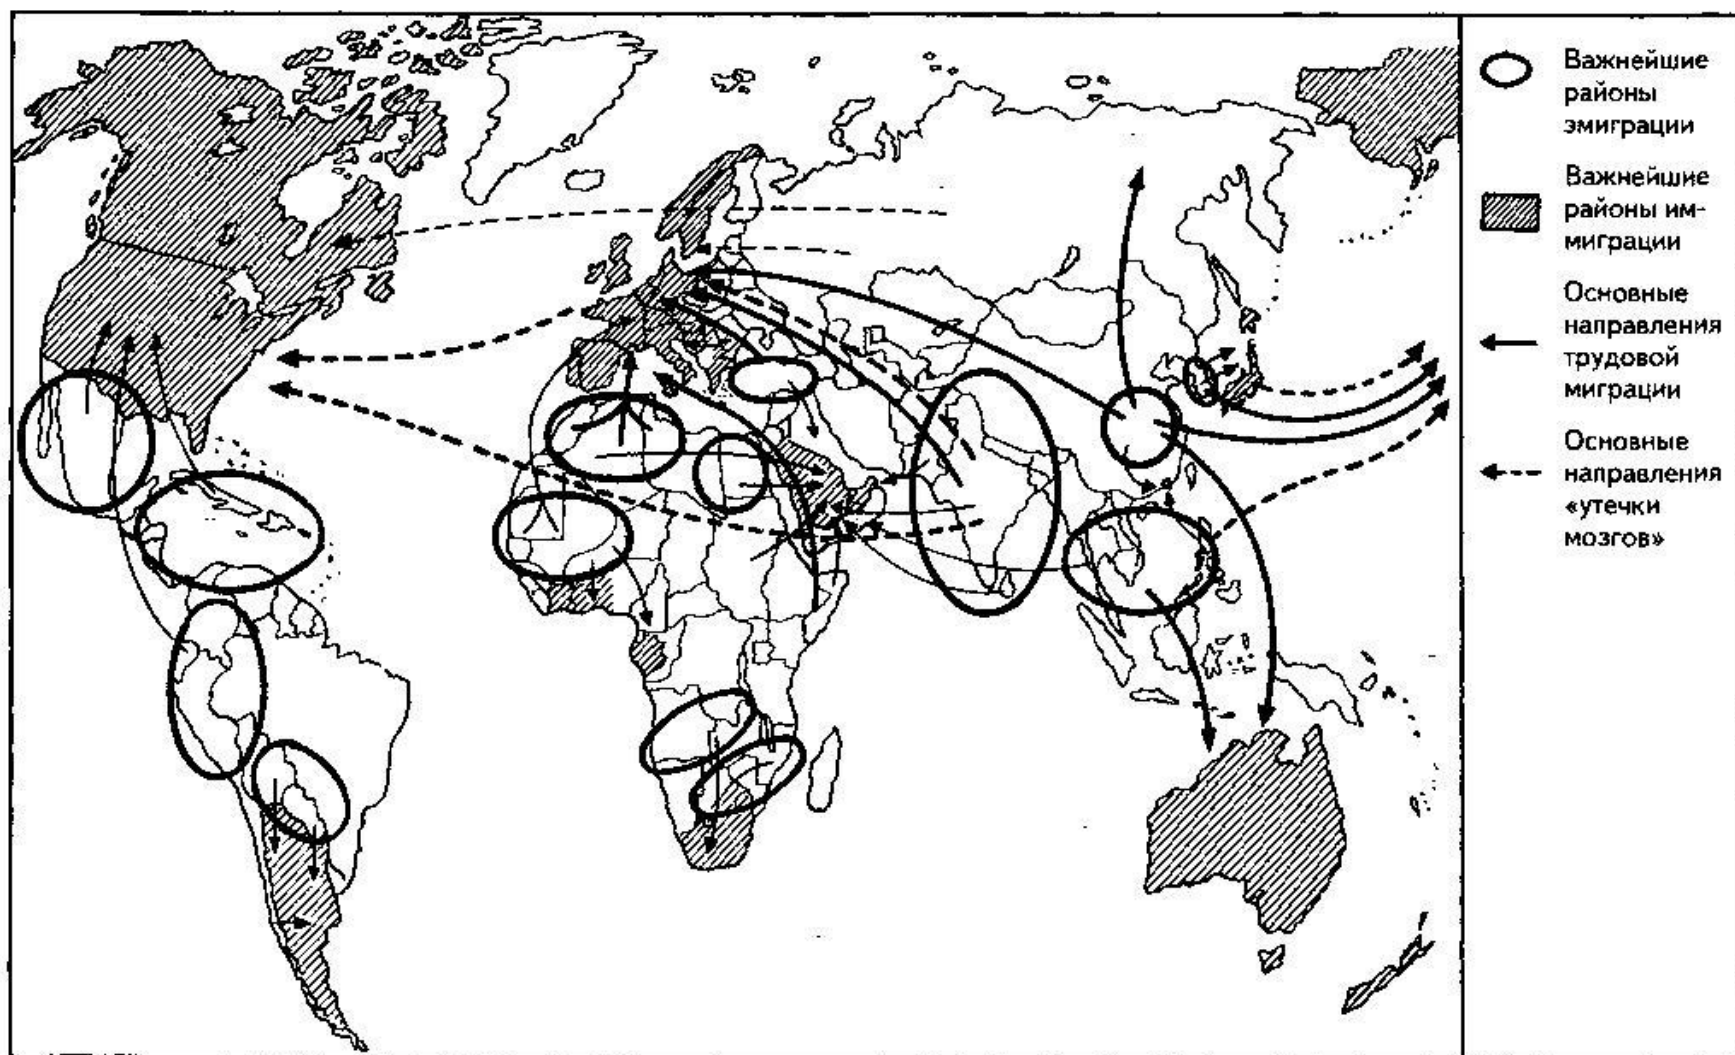 Важнейшие
районы
эмиграции
Важнейшие
районы им-
миграции
Основные
направления
трудовой
миграции
Основные
направления
«утечки
мозгов»